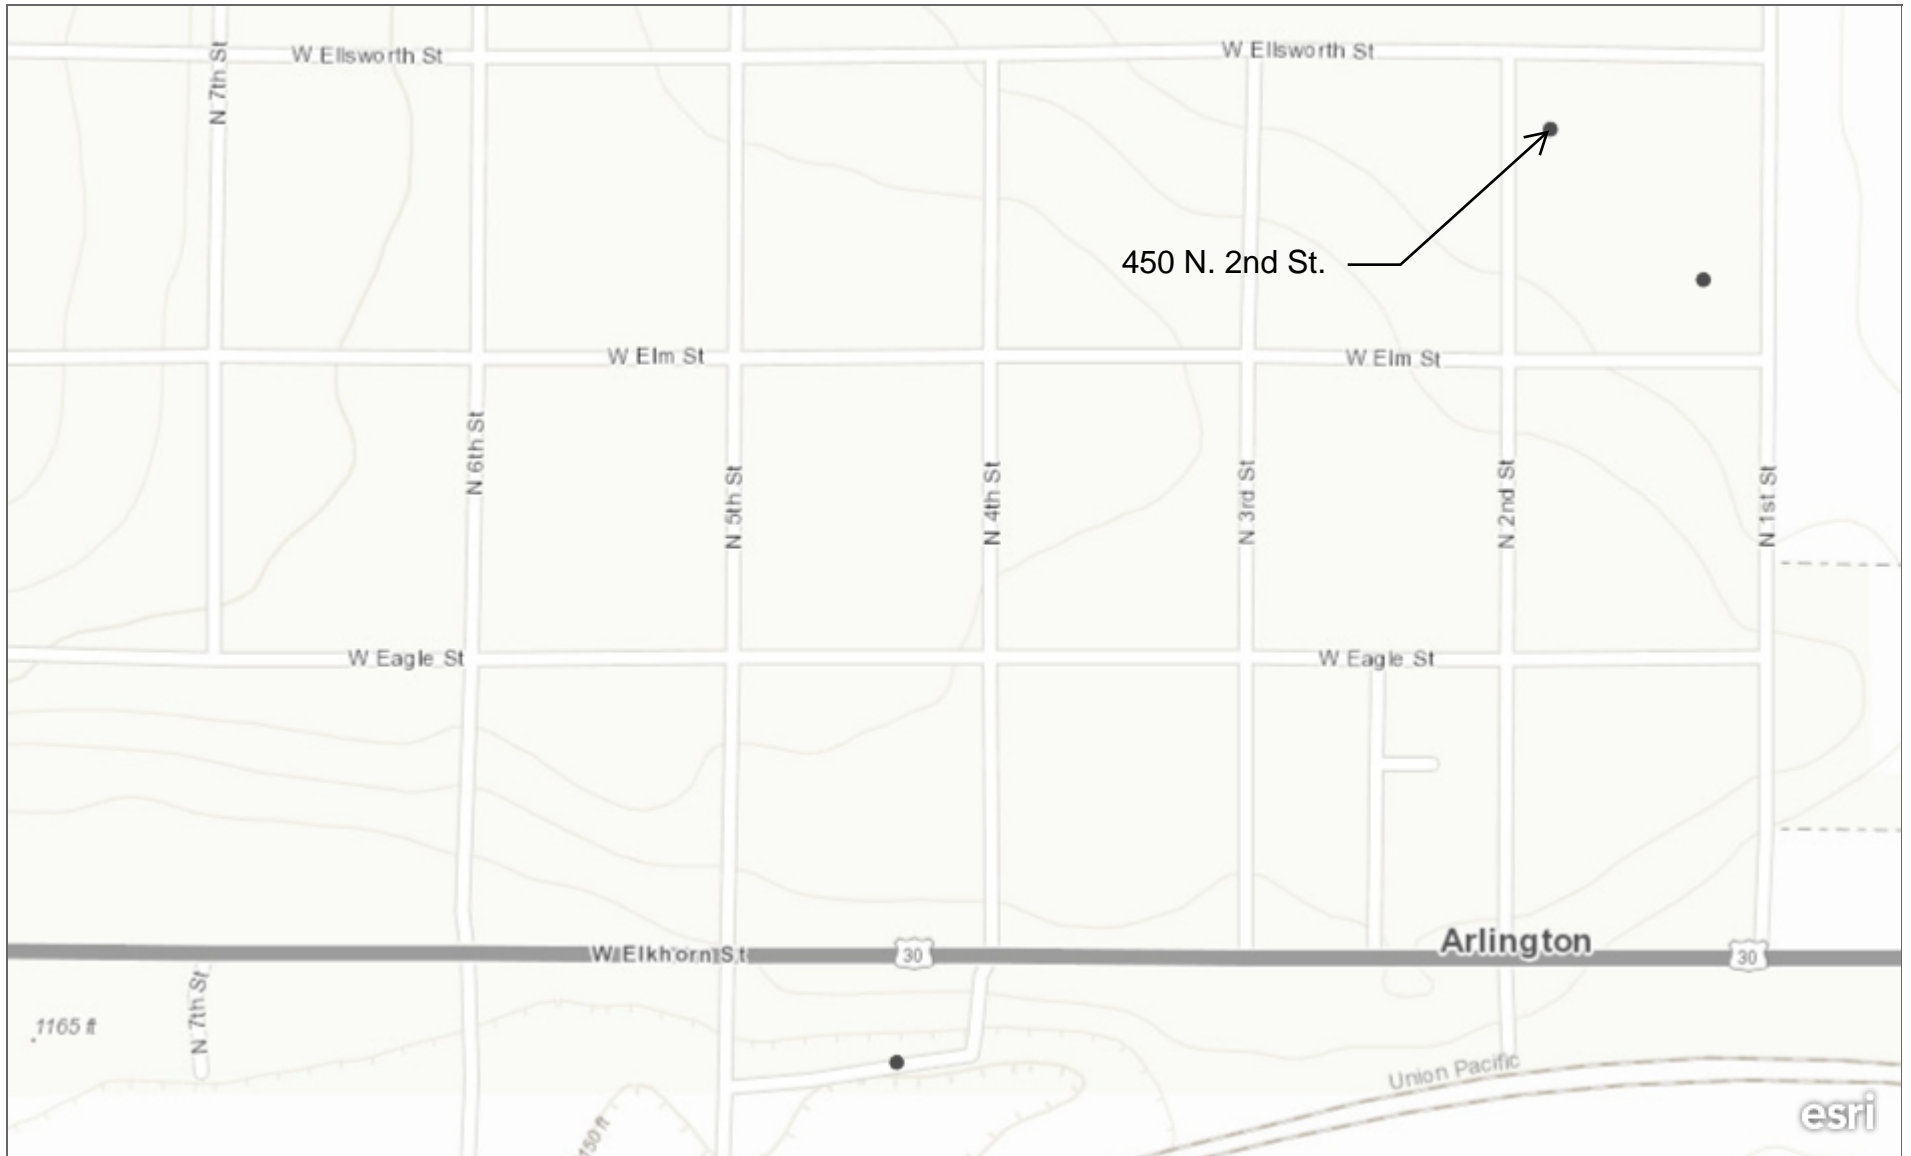 W Ellsworth St
W Ellsworth St
N 7th St
450 N. 2nd St.
W Elm St
W Elm St
N 6th St
N 5th St
N 4th St
N 3rd St
N 2nd St
N 1st St
W Eagle St
W Eagle St
W Elkhorn St
30
Arlington
30
1165 ft
N 7th St
Union Pacific
150 ft
esri